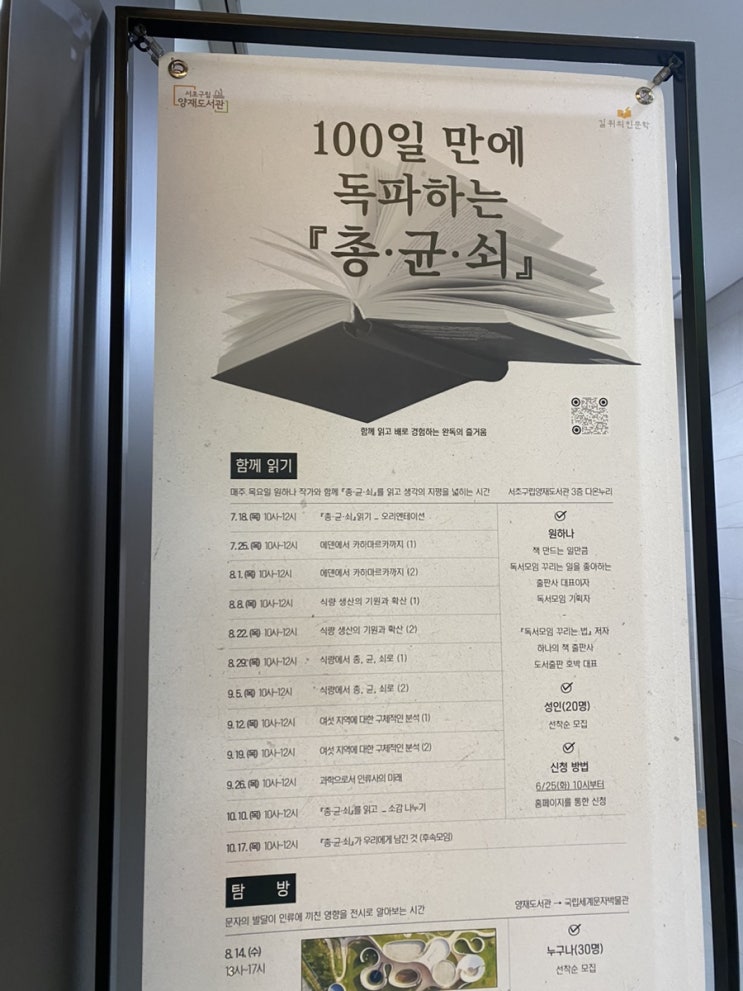 서초구립
양재도서관
길위의인문학
100일 만에
독파하는
『총·균·쇠』
함께 읽고 배로 경험하는 완독의 즐거움
함께 읽기
매주 목요일 원하나 작가와 함께 『총·균·쇠』를 읽고 생각의 지평을 넓히는 시간
서초구립양재도서관 3층 다온누리
7.18.(목) 10시-12시 『총·균·쇠』읽기 _ 오리엔테이션
7.25.(목) 10시-12시 에덴에서 카하마르카까지 (1)
8.1.(목) 10시-12시 에덴에서 카하마르카까지 (2)
8.8.(목) 10시-12시 식량 생산의 기원과 확산 (1)
8.22.(목) 10시-12시 식량 생산의 기원과 확산 (2)
8.29.(목) 10시-12시 식량에서 총, 균, 쇠로 (1)
9.5.(목) 10시-12시 식량에서 총, 균, 쇠로 (2)
9.12.(목) 10시-12시 여섯 지역에 대한 구체적인 분석 (1)
9.19.(목) 10시-12시 여섯 지역에 대한 구체적인 분석 (2)
9.26.(목) 10시-12시 과학으로서 인류사의 미래
10.10.(목) 10시-12시 『총·균·쇠』를 읽고 _ 소감 나누기
10.17.(목) 10시-12시 『총·균·쇠』가 우리에게 남긴 것 (후속모임)
원하나
책 만드는 일만큼
독서모임 꾸리는 일을 좋아하는
출판사 대표이자
독서모임 기획자
『독서모임 꾸리는 법』 저자
하나의 책 출판사
도서출판 호박 대표
성인(20명)
선착순 모집
신청 방법
6/25(화) 10시부터
홈페이지를 통한 신청
탐 방
문자의 발달이 인류에 끼친 영향을 전시로 알아보는 시간
양재도서관 → 국립세계문자박물관
8.14.(수)
13시-17시
누구나(30명)
선착순 모집